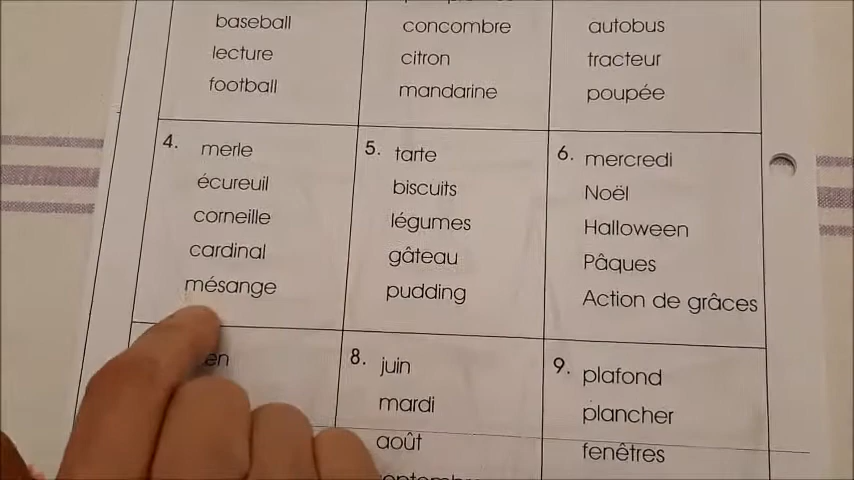 baseball
lecture
football
concombre
citron
mandarine
autobus
tracteur
poupée
4. merle
écureuil
corneille
cardinal
mésange
5. tarte
biscuits
légumes
gâteau
pudding
6. mercredi
Noël
Halloween
Pâques
Action de grâces
8. juin
mardi
août
9. plafond
plancher
fenêtres